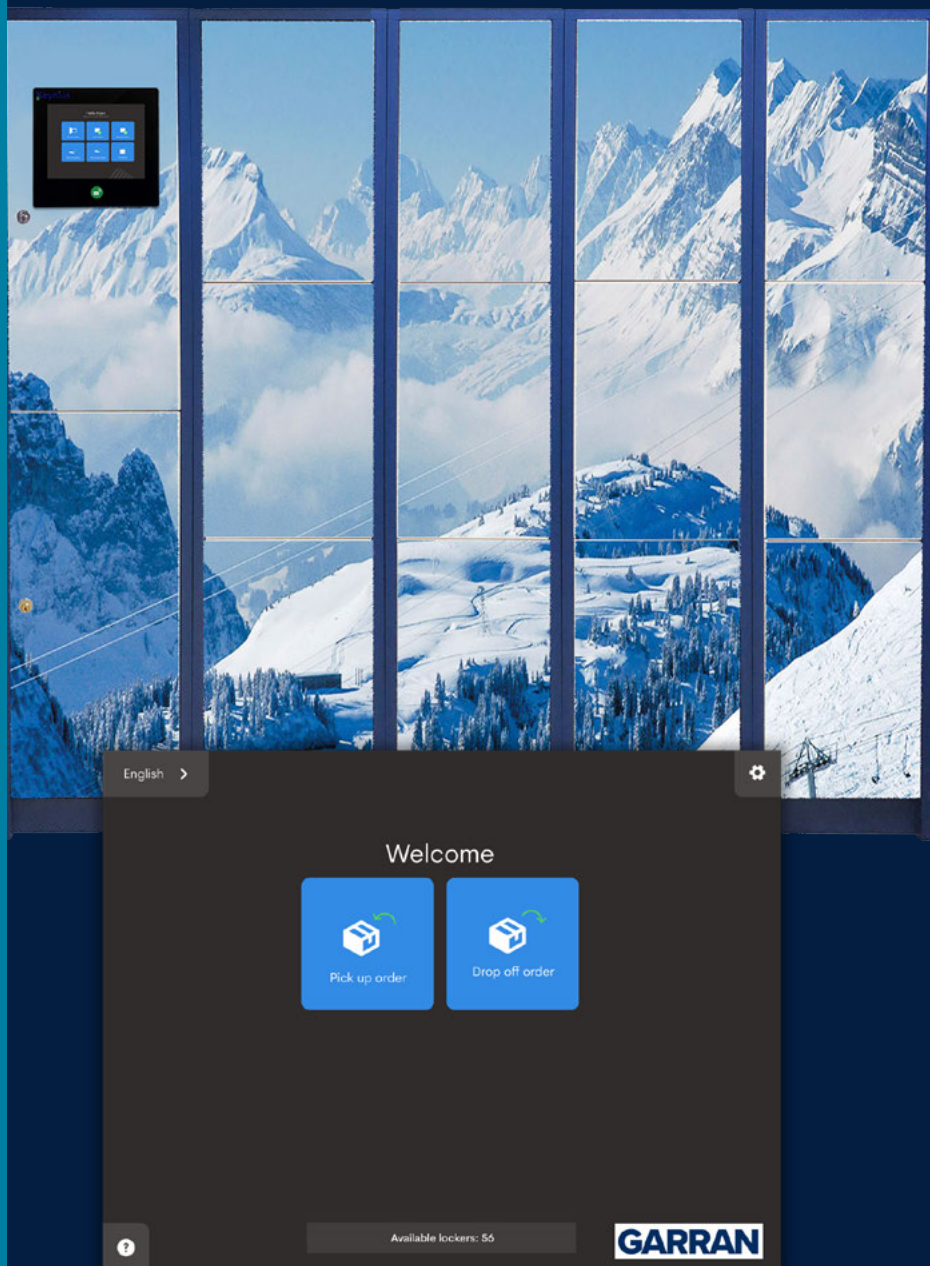 English
Welcome
Pick up order
Drop off order
Available lockers: 56
GARRAN